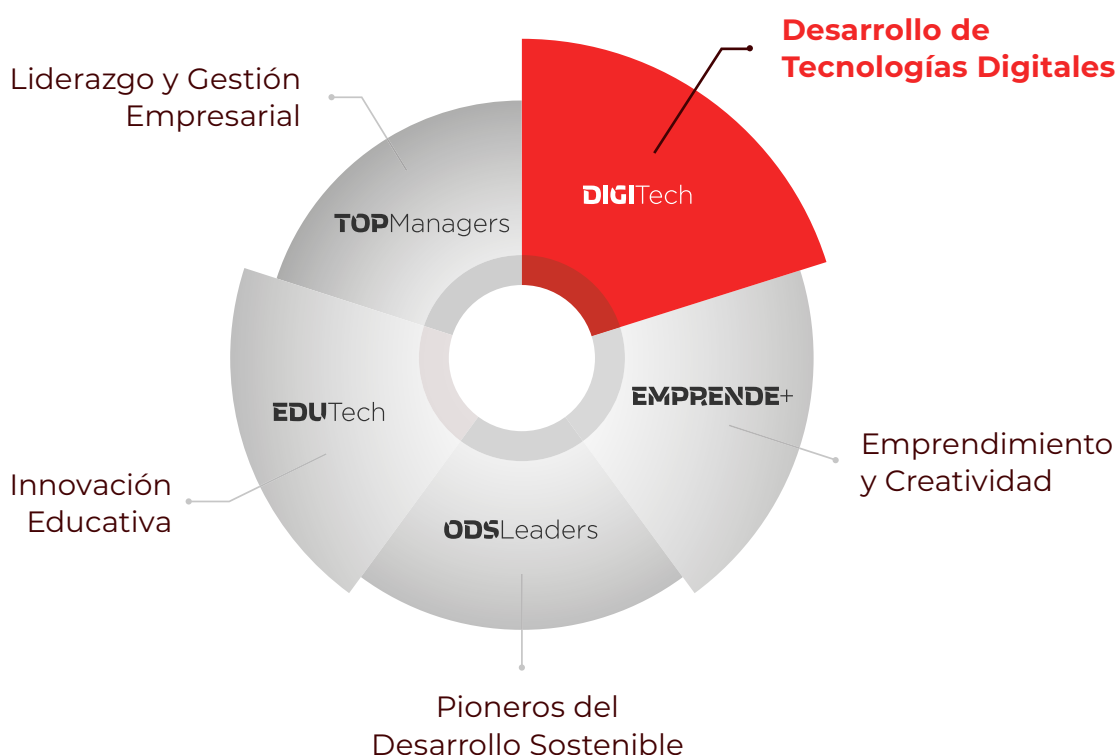 Desarrollo de
Tecnologías Digitales
Liderazgo y Gestión
Empresarial
DIGITech
TOPManagers
EMPRENDE+
EDUTech
Emprendimiento
y Creatividad
Innovación
Educativa
ODSLeaders
Pioneros del
Desarrollo Sostenible